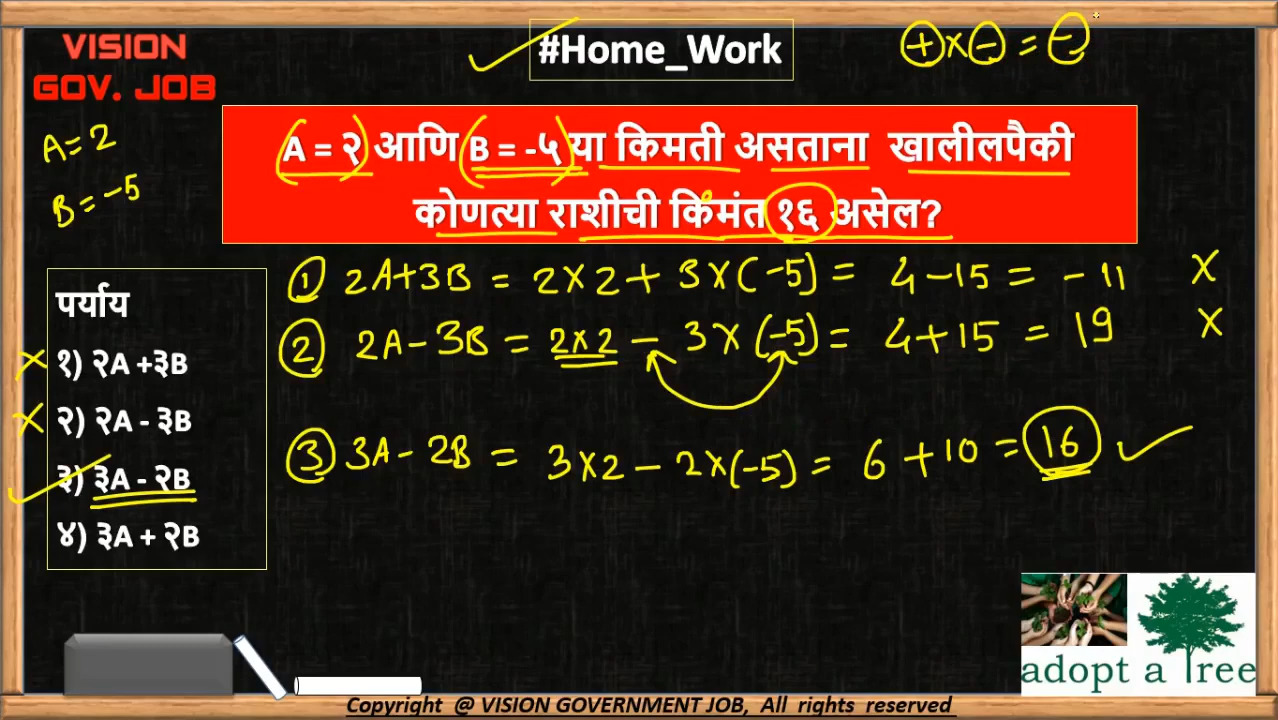 VISION
GOV. JOB
#Home_Work
+ × - = -
A = 2
B = -5
A = २ आणि B = -५ या किमती असताना खालीलपैकी
कोणत्या राशीची किंमंत १६ असेल?
पर्याय
१) २A +३B
२) २A - ३B
३) ३A - २B
४) ३A + २B
① 2A+3B = 2×2 + 3×(-5) = 4-15 = -11 ×
② 2A-3B = 2×2 - 3×(-5) = 4+15 = 19 ×
③ 3A-2B = 3×2 - 2×(-5) = 6+10 = 16 ✓
adopt a Tree
Copyright @ VISION GOVERNMENT JOB, All rights reserved